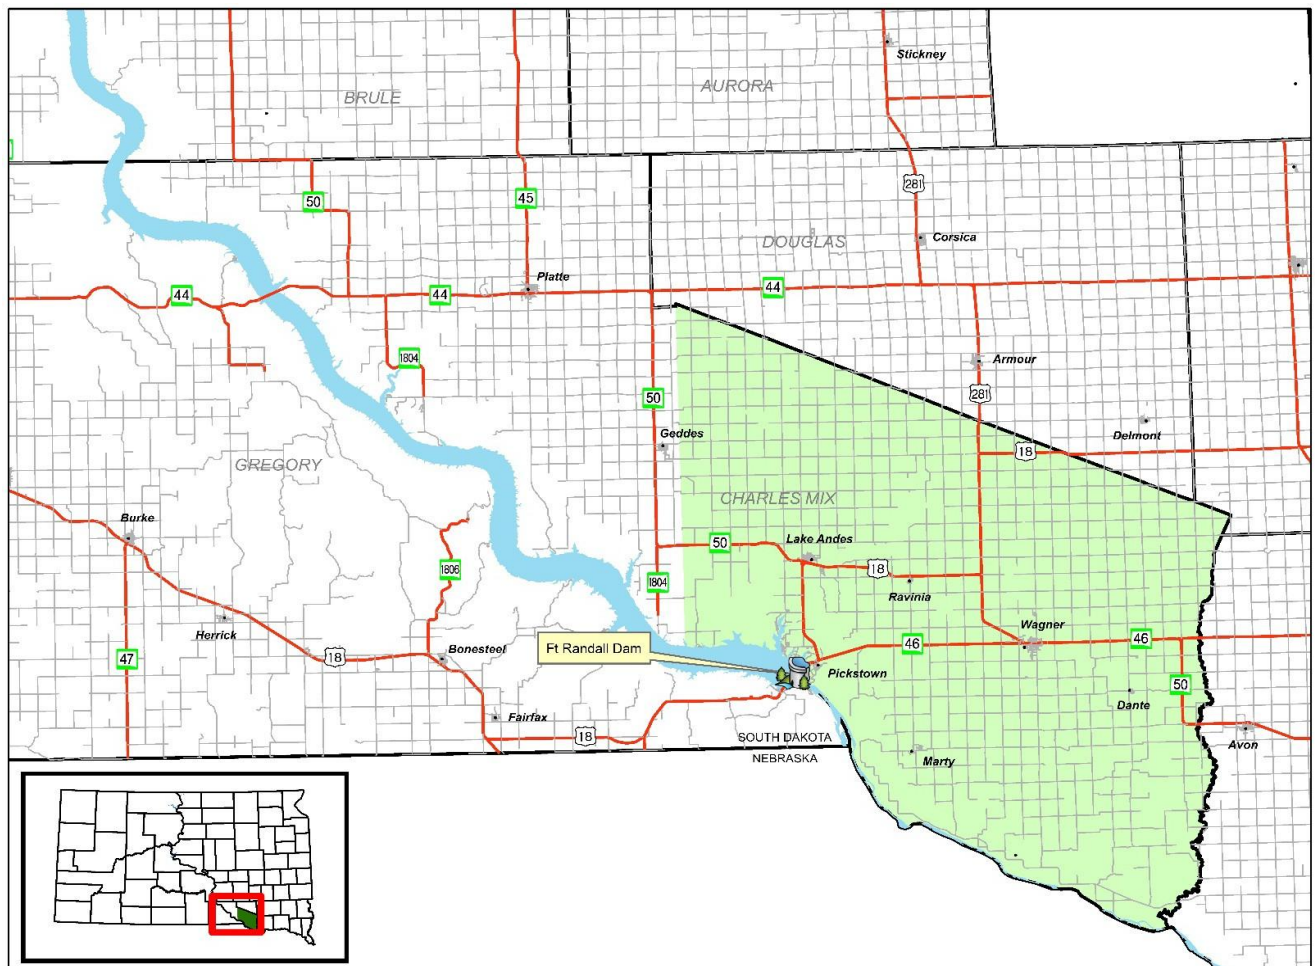 Stickney
AURORA
BRULE
281
45
50
Corsica
DOUGLAS
Platte
44
44
44
1804
Armour
281
50
Delmont
Geddes
18
GREGORY
CHARLES MIX
Burke
Lake Andes
50
18
1806
1804
Ravinia
Herrick
Wagner
46
46
Ft Randall Dam
Bonesteel
18
47
Pickstown
50
Dante
Fairfax
18
SOUTH DAKOTA
NEBRASKA
Avon
Marty